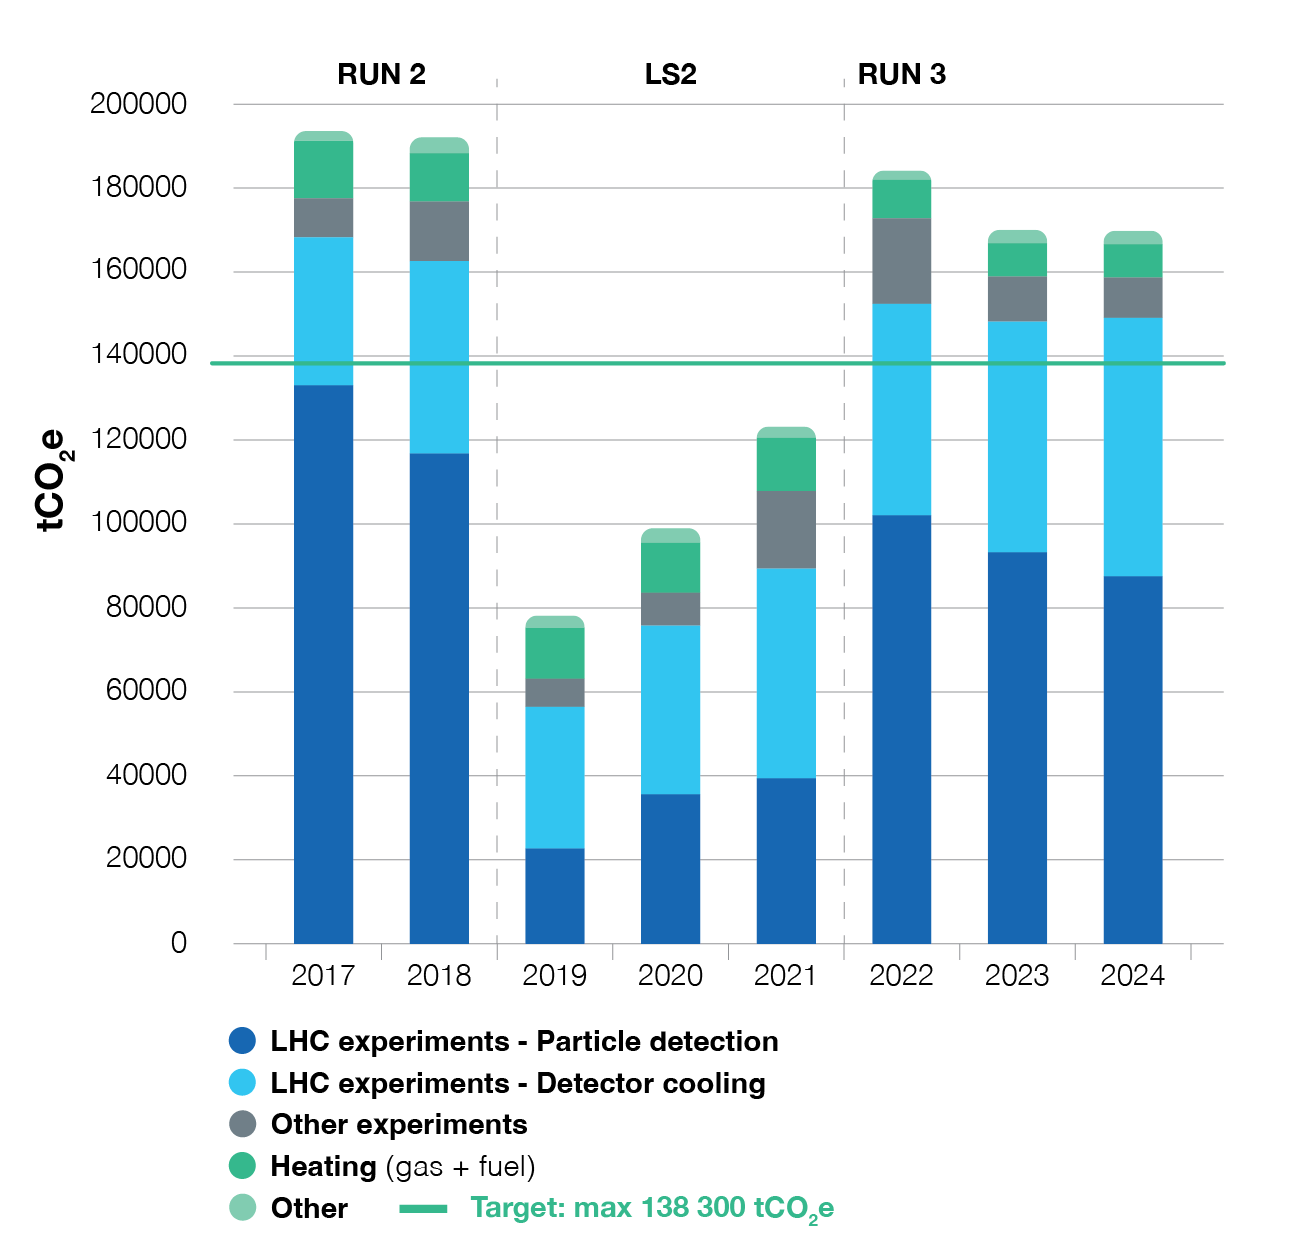 RUN 2 LS2 RUN 3
200000
180000
160000
140000
120000
100000
80000
60000
40000
20000
0
tCO₂e
2017 2018 2019 2020 2021 2022 2023 2024
LHC experiments - Particle detection
LHC experiments - Detector cooling
Other experiments
Heating (gas + fuel)
Other Target: max 138 300 tCO₂e